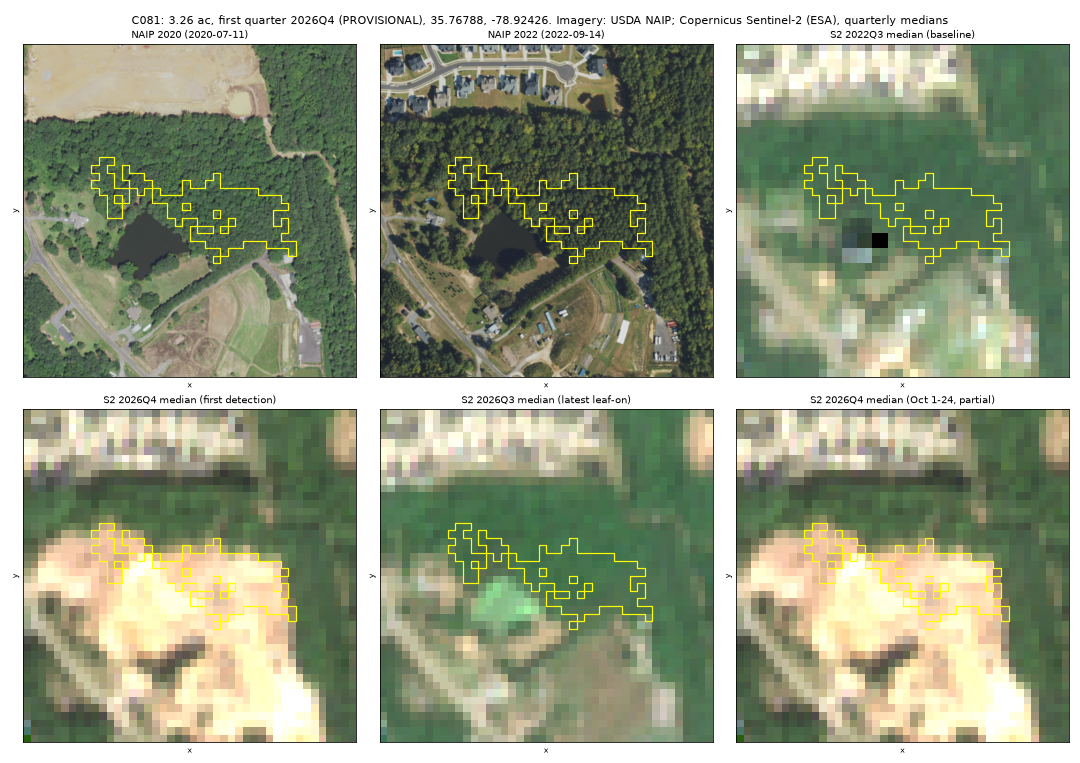 C081: 3.26 ac, first quarter 2026Q4 (PROVISIONAL), 35.76788, -78.92426. Imagery: USDA NAIP; Copernicus Sentinel-2 (ESA), quarterly medians
NAIP 2020 (2020-07-11)
NAIP 2022 (2022-09-14)
S2 2022Q3 median (baseline)
y
x
y
x
y
x
S2 2026Q4 median (first detection)
S2 2026Q3 median (latest leaf-on)
S2 2026Q4 median (Oct 1-24, partial)
y
x
y
x
y
x